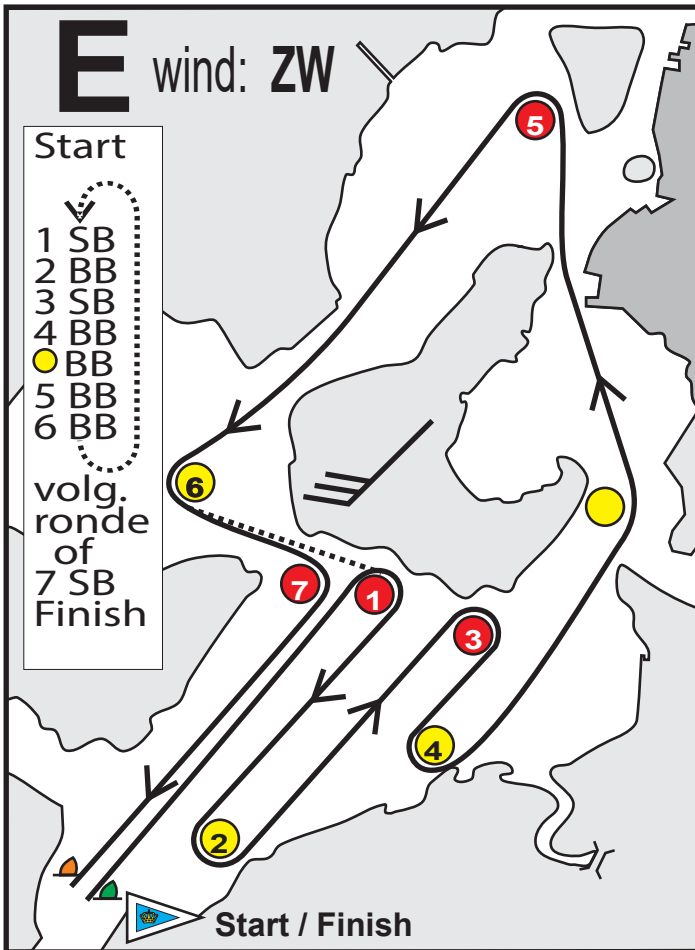 E wind: ZW
Start
1 SB
2 BB
3 SB
4 BB
BB
5 BB
6 BB
volg.
ronde
of
7 SB
Finish
5
6
7
1
3
4
2
Start / Finish